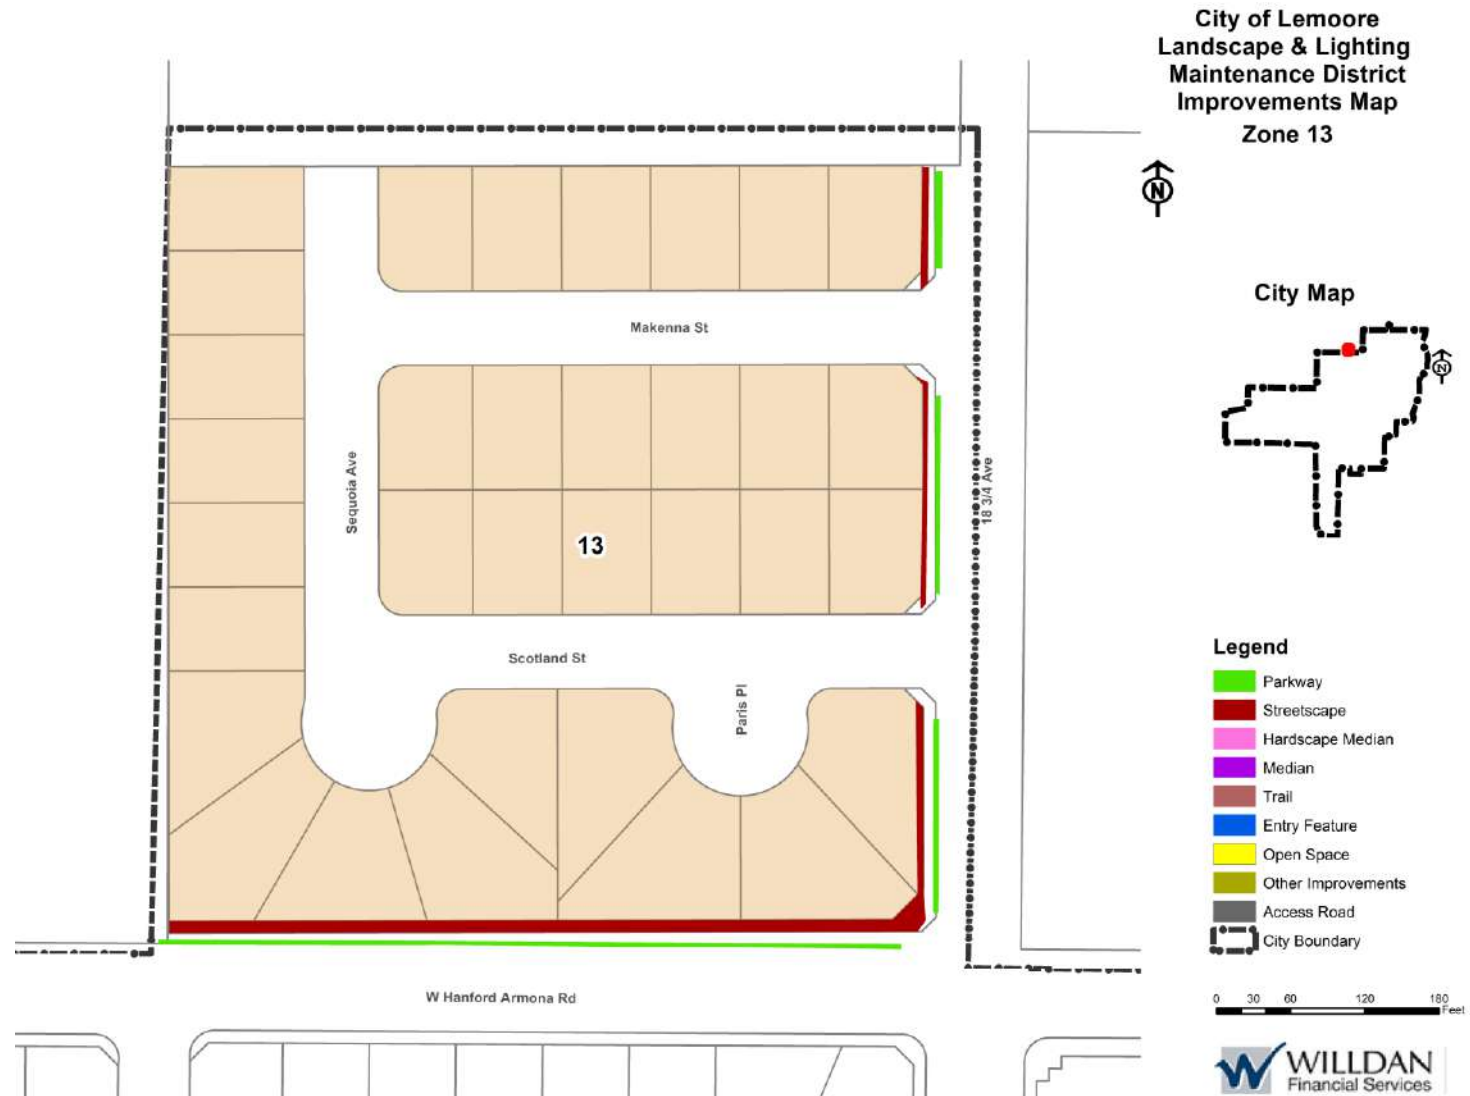 City of Lemoore
Landscape & Lighting
Maintenance District
Improvements Map
Zone 13
N
City Map
N
Makenna St
Sequoia Ave
18 3/4 Ave
13
Scotland St
Paris Pl
W Hanford Armona Rd
Legend
Parkway
Streetscape
Hardscape Median
Median
Trail
Entry Feature
Open Space
Other Improvements
Access Road
City Boundary
0 30 60 120 180
Feet
WILLDAN
Financial Services